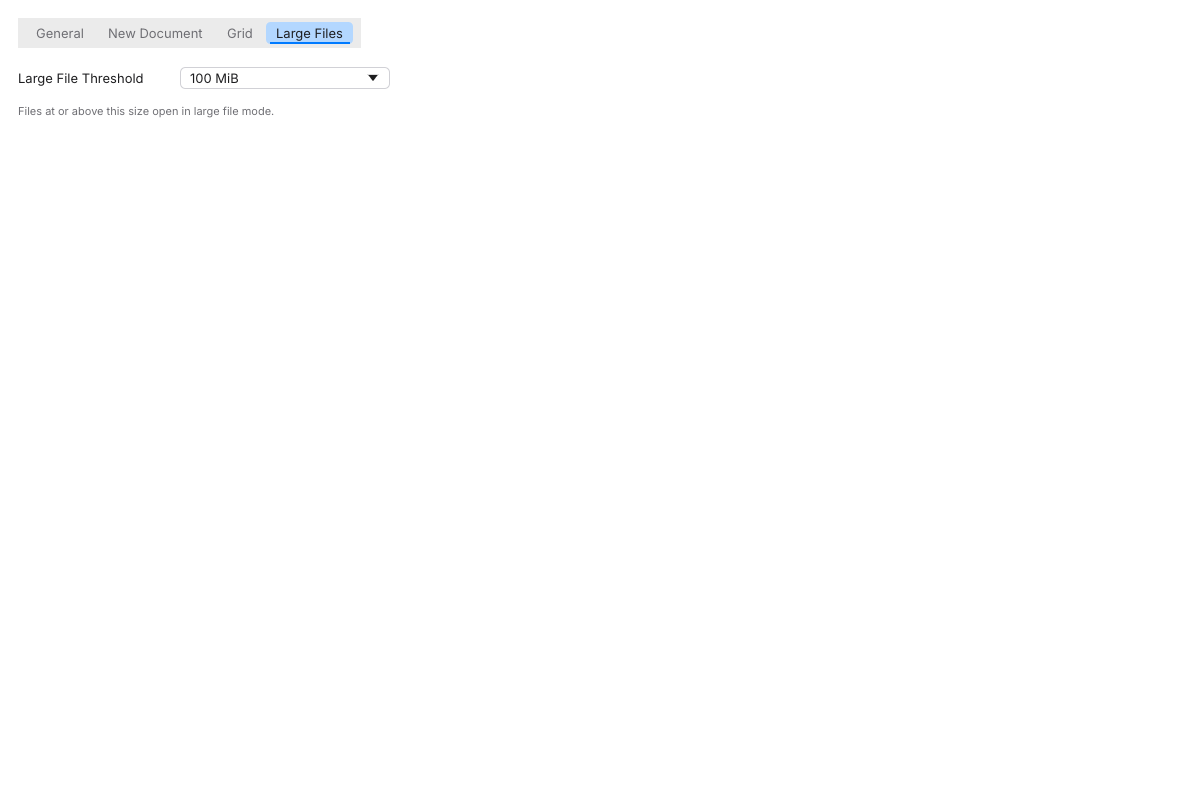 General New Document Grid Large Files
Large File Threshold 100 MiB
Files at or above this size open in large file mode.